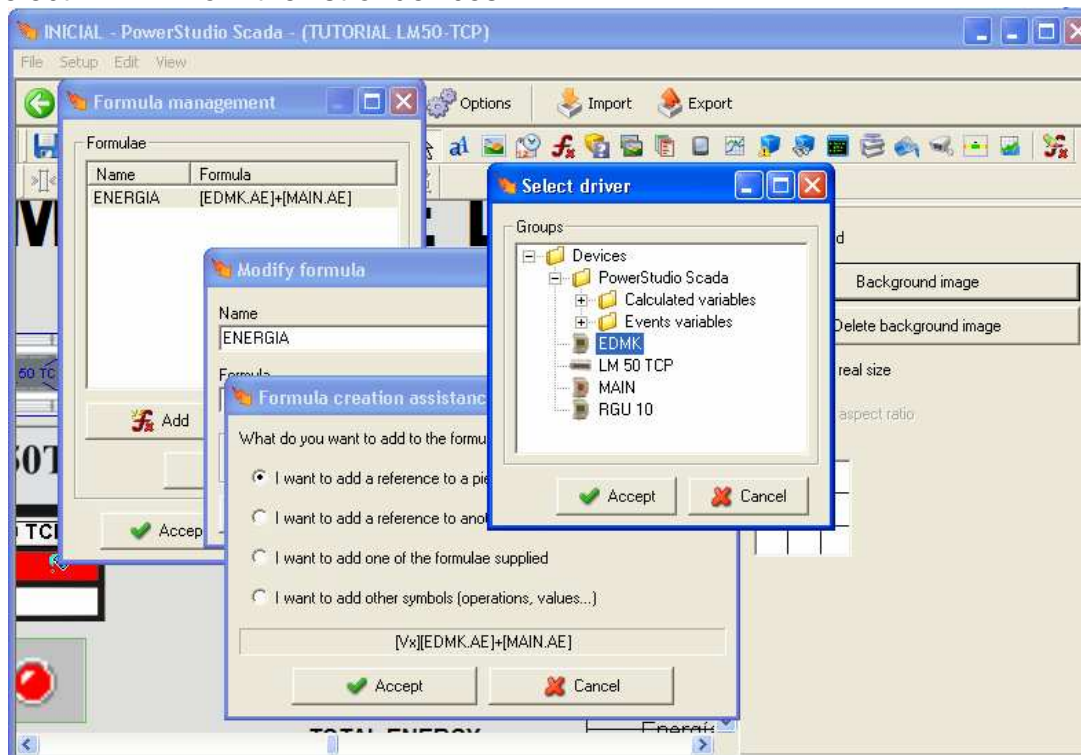 INICIAL - PowerStudio Scada - (TUTORIAL LM50-TCP)
File Setup Edit View
Options Import Export
Formula management
Formulae
Name Formula
ENERGIA [EDMK.AE]+[MAIN.AE]
Add
Accept
Modify formula
Name
ENERGIA
Formula
Formula creation assistanc
What do you want to add to the formu
I want to add a reference to a pie
I want to add a reference to anot
I want to add one of the formulae supplied
I want to add other symbols (operations, values...)
[Vx][EDMK.AE]+[MAIN.AE]
Accept Cancel
Select driver
Groups
Devices
PowerStudio Scada
Calculated variables
Events variables
EDMK
LM 50 TCP
MAIN
RGU 10
Accept Cancel
Background image
Delete background image
real size
aspect ratio
TOTAL ENERGY
Energía